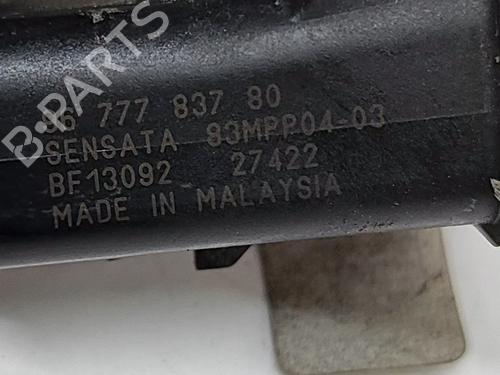 96 777 837 80
SENSATA 83MPP04-03
BF13092 27422
MADE IN MALAYSIA
B-PARTS